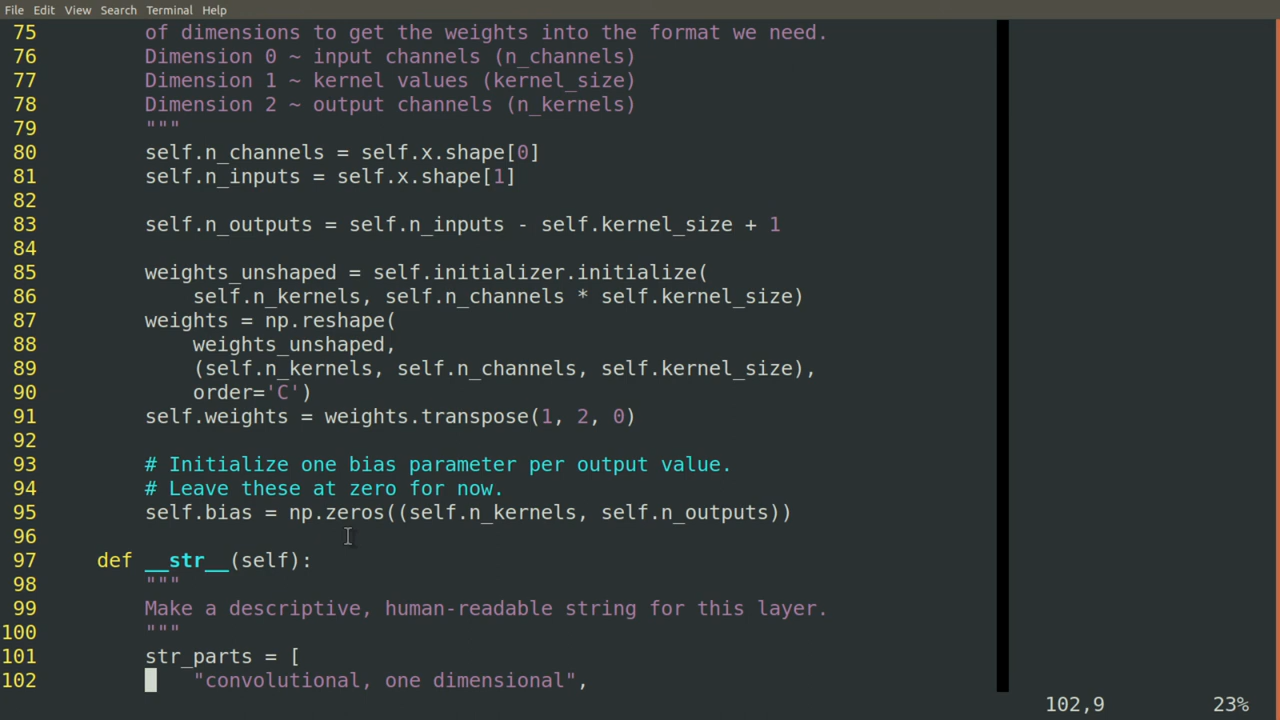 File Edit View Search Terminal Help
75 of dimensions to get the weights into the format we need.
76 Dimension 0 ~ input channels (n_channels)
77 Dimension 1 ~ kernel values (kernel_size)
78 Dimension 2 ~ output channels (n_kernels)
79 """
80 self.n_channels = self.x.shape[0]
81 self.n_inputs = self.x.shape[1]
82
83 self.n_outputs = self.n_inputs - self.kernel_size + 1
84
85 weights_unshaped = self.initializer.initialize(
86 self.n_kernels, self.n_channels * self.kernel_size)
87 weights = np.reshape(
88 weights_unshaped,
89 (self.n_kernels, self.n_channels, self.kernel_size),
90 order='C')
91 self.weights = weights.transpose(1, 2, 0)
92
93 # Initialize one bias parameter per output value.
94 # Leave these at zero for now.
95 self.bias = np.zeros((self.n_kernels, self.n_outputs))
96
97 def __str__(self):
98 """
99 Make a descriptive, human-readable string for this layer.
100 """
101 str_parts = [
102 "convolutional, one dimensional",
102,9 23%